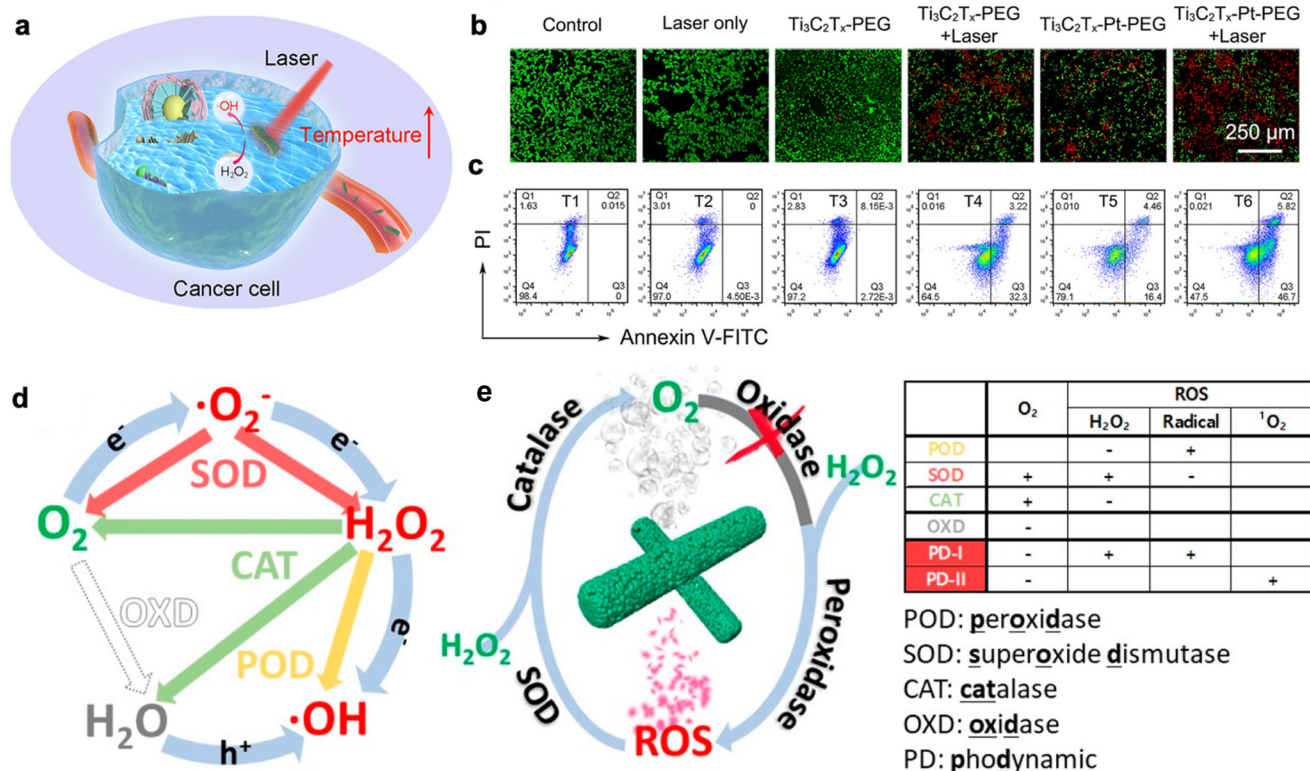 a
Laser
·OH
Temperature
H₂O₂
Cancer cell
b
Control
Laser only
Ti₃C₂Tₓ-PEG
Ti₃C₂Tₓ-PEG
+Laser
Ti₃C₂Tₓ-Pt-PEG
Ti₃C₂Tₓ-Pt-PEG
+Laser
250 μm
c
PI
Q1
1.63
T1
Q2
0.015
Q4
98.4
Q3
0
Q1
3.01
T2
Q2
0
Q4
97.0
Q3
4.50E-3
Q1
2.83
T3
Q2
8.15E-3
Q4
97.2
Q3
2.72E-3
Q1
0.016
T4
Q2
3.22
Q4
64.5
Q3
32.3
Q1
0.010
T5
Q2
4.46
Q4
79.1
Q3
16.4
Q1
0.021
T6
Q2
5.82
Q4
47.5
Q3
46.7
Annexin V-FITC
d
·O₂⁻
e⁻
e⁻
SOD
O₂
H₂O₂
CAT
OXD
POD
e⁻
H₂O
·OH
h⁺
e
O₂
Catalase
Oxidase
H₂O₂
H₂O₂
SOD
Peroxidase
ROS
O₂ ROS
H₂O₂ Radical ¹O₂
POD - +
SOD + + -
CAT + -
OXD -
PD-I - + +
PD-II - +
POD: peroxidase
SOD: superoxide dismutase
CAT: catalase
OXD: oxidase
PD: phodynamic